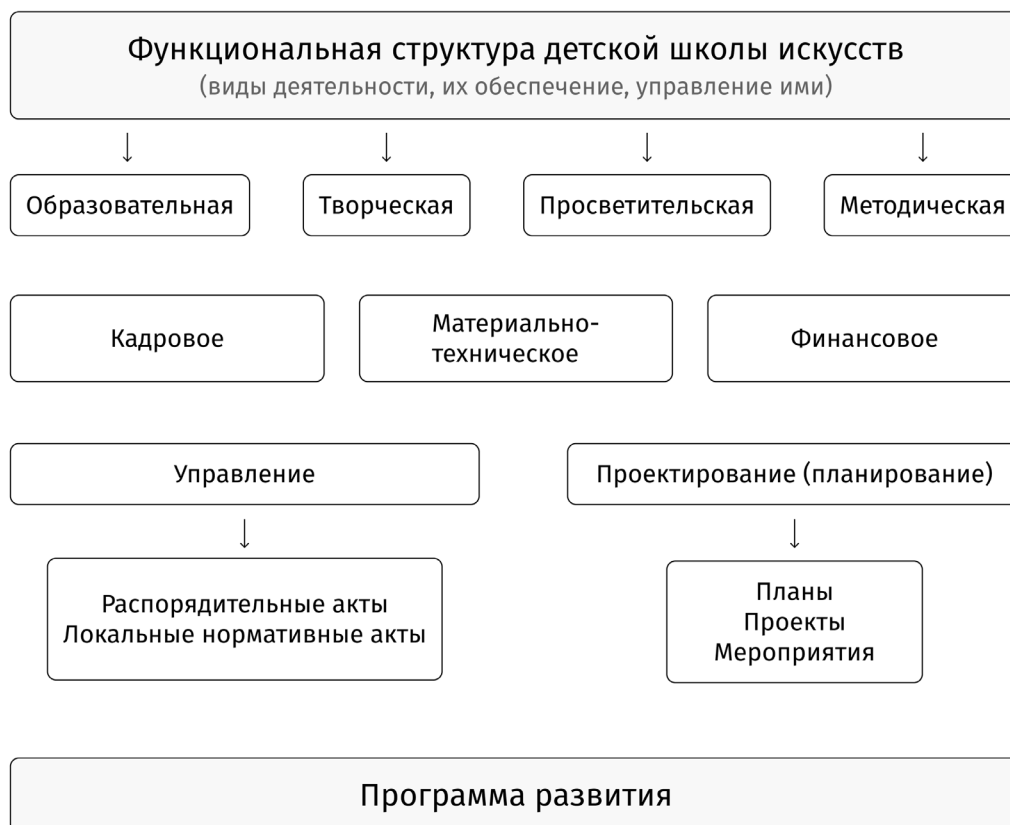 Функциональная структура детской школы искусств
(виды деятельности, их обеспечение, управление ими)
Образовательная
Творческая
Просветительская
Методическая
Кадровое
Материально-
техническое
Финансовое
Управление
Проектирование (планирование)
Распорядительные акты
Локальные нормативные акты
Планы
Проекты
Мероприятия
Программа развития